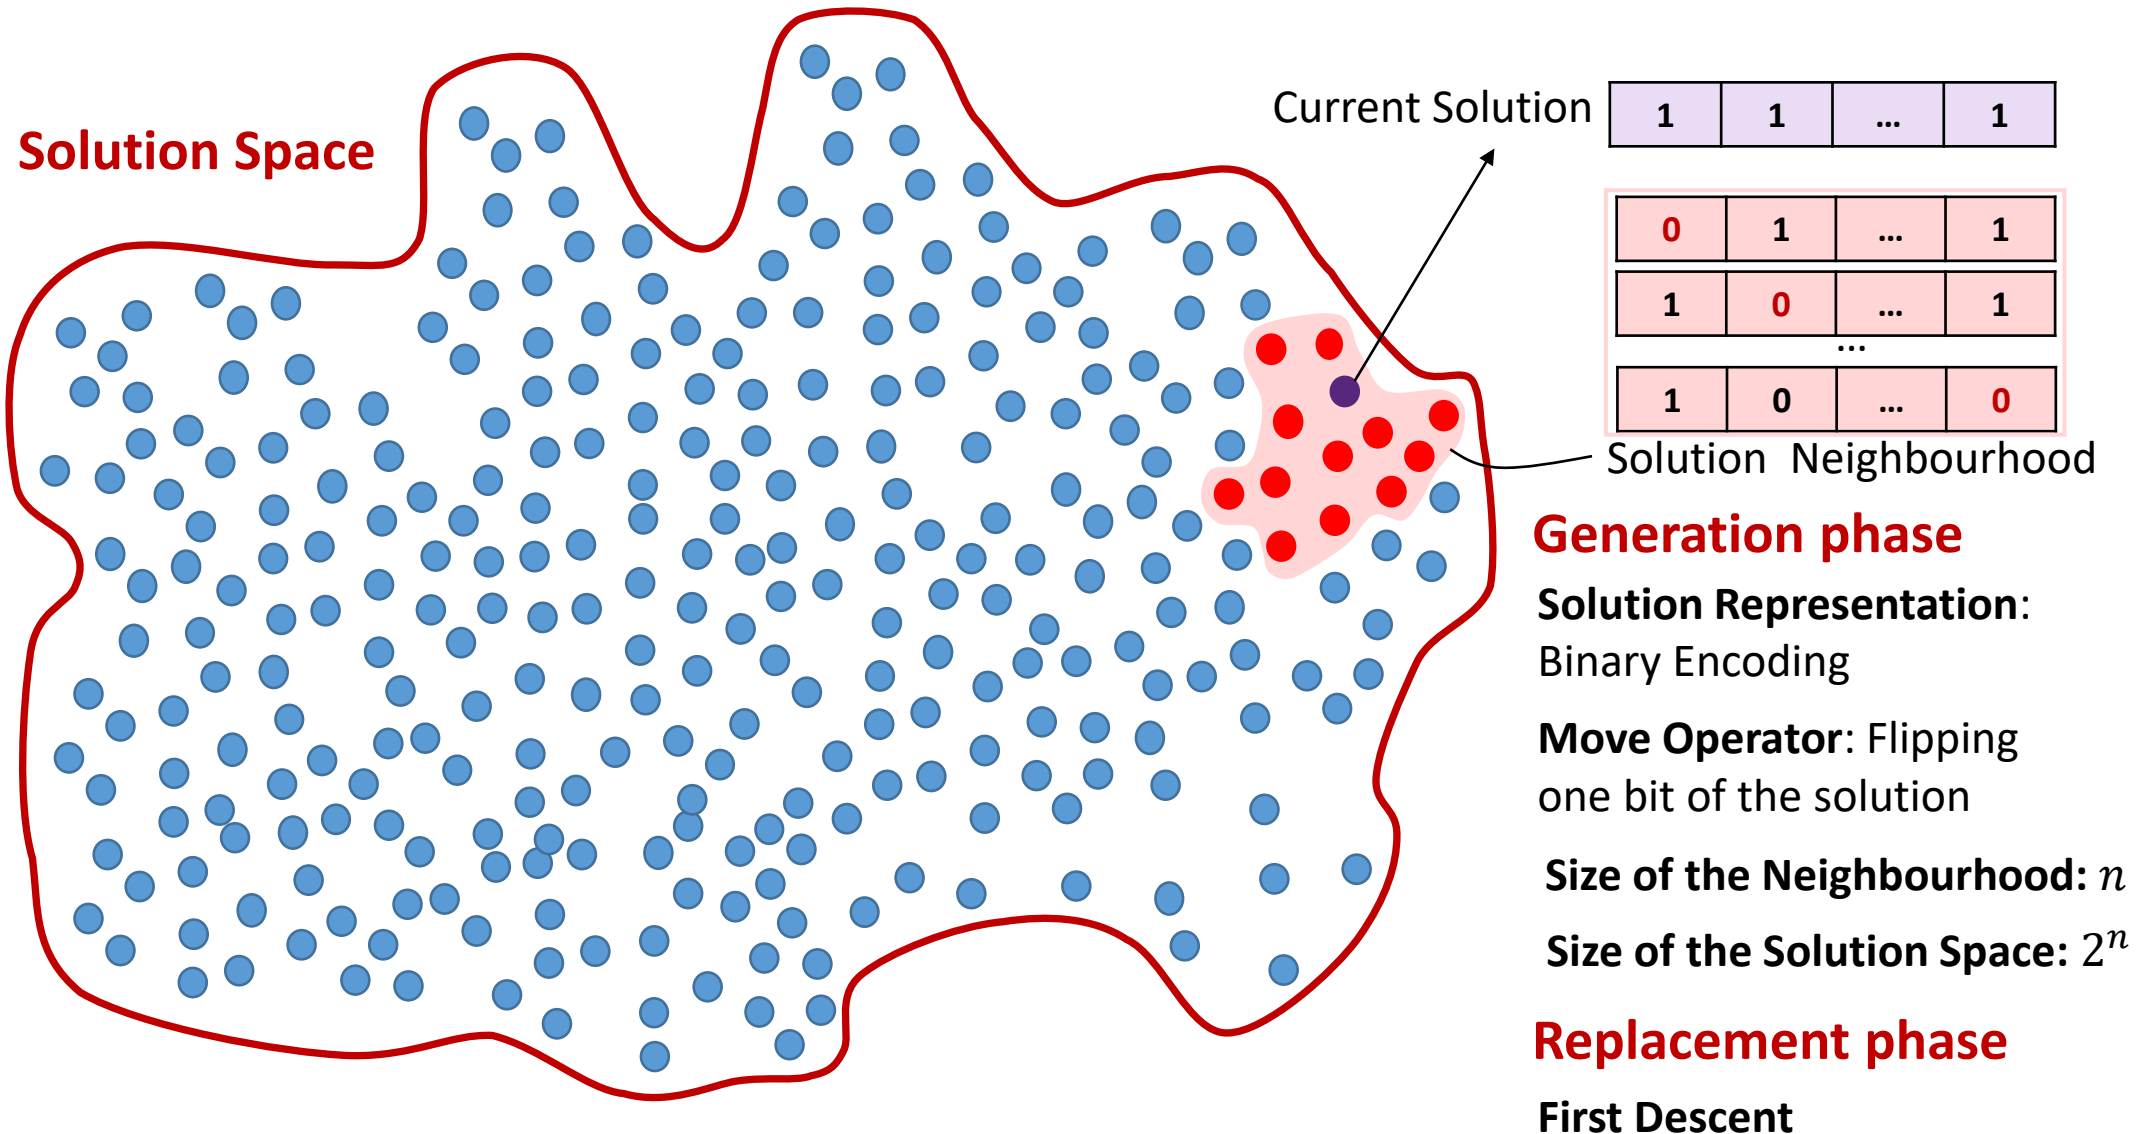 Solution Space
Current Solution
1 1 ... 1
0 1 ... 1
1 0 ... 1
...
1 0 ... 0
Solution Neighbourhood
Generation phase
Solution Representation:
Binary Encoding
Move Operator: Flipping
one bit of the solution
Size of the Neighbourhood: n
Size of the Solution Space: 2^n
Replacement phase
First Descent